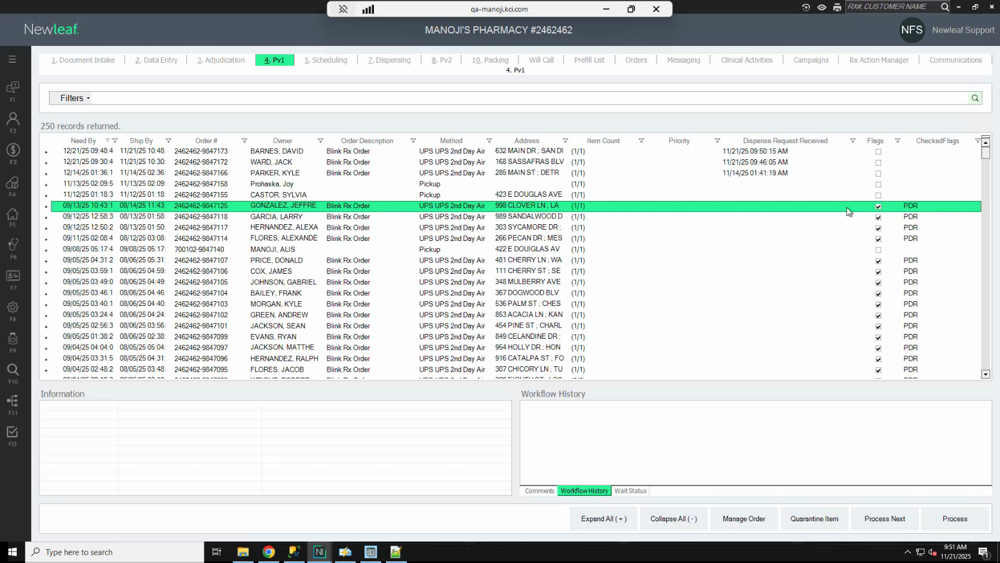 qa-manoji.kci.com
RX#, CUSTOMER NAME
Newleaf
MANOJI'S PHARMACY #2462462
NFS Newleaf Support
1. Document Intake 2. Data Entry 3. Adjudication 4. Pv1 5. Scheduling 7. Dispensing 8. Pv2 10. Packing Will Call Prefill List Orders Messaging Clinical Activities Campaigns Rx Action Manager Communications
4. Pv1
F1
F2
F3
F4
F5
F6
F7
F8
F9
F10
F11
F12
Filters
250 records returned.
Need By Ship By Order # Owner Order Description Method Address Item Count Priority Dispense Request Received Flags CheckedFlags
12/21/25 09:48:4 11/21/25 10:48: 2462462-9847173 BARNES, DAVID Blink Rx Order UPS UPS 2nd Day Air 632 MAIN DR ; SAN DI (1/1) 11/21/25 09:50:15 AM
12/21/25 09:30:4 11/21/25 10:30: 2462462-9847172 WARD, JACK Blink Rx Order UPS UPS 2nd Day Air 168 SASSAFRAS BLV (1/1) 11/21/25 09:46:05 AM
12/14/25 01:36:1 11/14/25 02:36: 2462462-9847166 PARKER, KYLE Blink Rx Order UPS UPS 2nd Day Air 285 MAIN ST ; DETR (1/1) 11/14/25 01:41:19 AM
11/13/25 02:09:5 11/13/25 02:09: 2462462-9847158 Prohaska, Joy Pickup (1/1)
11/12/25 01:18:3 11/12/25 01:18: 2462462-9847155 CASTOR, SYLVIA Pickup 423 E DOUGLAS AVE (1/1)
09/13/25 10:43:1 08/14/25 11:43: 2462462-9847125 GONZALEZ, JEFFRE Blink Rx Order UPS UPS 2nd Day Air 998 CLOVER LN ; LA (1/1) PDR
09/12/25 12:58:3 08/13/25 01:58: 2462462-9847118 GARCIA, LARRY Blink Rx Order UPS UPS 2nd Day Air 989 SANDALWOOD D (1/1) PDR
09/12/25 12:50:2 08/13/25 01:50: 2462462-9847117 HERNANDEZ, ALEXA Blink Rx Order UPS UPS 2nd Day Air 303 SYCAMORE DR ; (1/1) PDR
09/11/25 02:08:4 08/12/25 03:08: 2462462-9847114 FLORES, ALEXANDE Blink Rx Order UPS UPS 2nd Day Air 266 PECAN DR ; MES (1/1) PDR
09/08/25 05:17:4 09/08/25 05:17: 700102-9847140 MANOJI, ALIS Pickup 422 E DOUIGLAS AV (1/1)
09/05/25 04:31:2 08/06/25 05:31: 2462462-9847107 PRICE, DONALD Blink Rx Order UPS UPS 2nd Day Air 481 CHERRY LN ; WA (1/1) PDR
09/05/25 03:59:1 08/06/25 04:59: 2462462-9847106 COX, JAMES Blink Rx Order UPS UPS 2nd Day Air 111 CHERRY ST ; SE (1/1) PDR
09/05/25 03:49:0 08/06/25 04:49: 2462462-9847105 JOHNSON, GABRIEL Blink Rx Order UPS UPS 2nd Day Air 348 MULBERRY AVE (1/1) PDR
09/05/25 03:46:1 08/06/25 04:46: 2462462-9847104 BAILEY, FRANK Blink Rx Order UPS UPS 2nd Day Air 367 DOGWOOD BLV (1/1) PDR
09/05/25 03:40:1 08/06/25 04:40: 2462462-9847103 MORGAN, KYLE Blink Rx Order UPS UPS 2nd Day Air 536 PALM ST ; CHES (1/1) PDR
09/05/25 03:24:4 08/06/25 04:24: 2462462-9847102 GREEN, ANDREW Blink Rx Order UPS UPS 2nd Day Air 853 ACACIA LN ; KAN (1/1) PDR
09/05/25 02:56:3 08/06/25 03:56: 2462462-9847101 JACKSON, SEAN Blink Rx Order UPS UPS 2nd Day Air 454 PINE ST ; CHARL (1/1) PDR
09/05/25 01:38:2 08/06/25 02:38: 2462462-9847099 EVANS, RYAN Blink Rx Order UPS UPS 2nd Day Air 849 CELANDINE DR ; (1/1) PDR
09/04/25 04:04:0 08/05/25 05:04: 2462462-9847097 JACKSON, MATTHE Blink Rx Order UPS UPS 2nd Day Air 954 HOLLY DR ; HON (1/1) PDR
09/04/25 03:31:5 08/05/25 04:31: 2462462-9847096 HERNANDEZ, RALPH Blink Rx Order UPS UPS 2nd Day Air 916 CATALPA ST ; FO (1/1) PDR
09/04/25 02:48:2 08/05/25 03:48: 2462462-9847095 FLORES, JACOB Blink Rx Order UPS UPS 2nd Day Air 307 CHICORY LN ; TU (1/1) PDR
Information
Workflow History
Comments Workflow History Wait Status
Expand All ( + ) Collapse All ( - ) Manage Order Quarantine Item Process Next Process
Type here to search
9:51 AM
11/21/2025